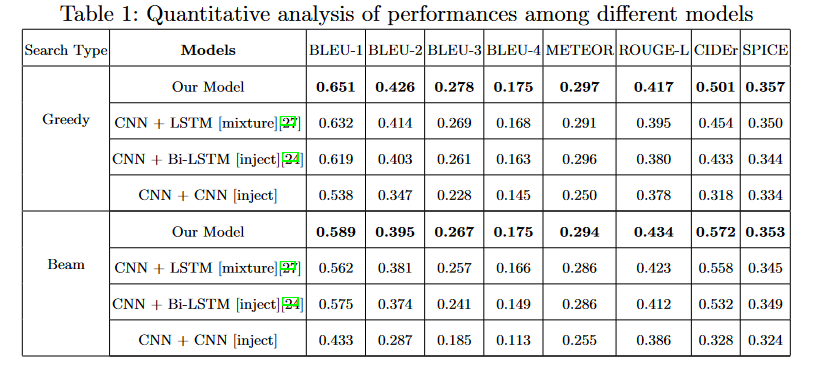 Table 1: Quantitative analysis of performances among different models
Search Type Models BLEU-1 BLEU-2 BLEU-3 BLEU-4 METEOR ROUGE-L CIDEr SPICE
Greedy
Our Model 0.651 0.426 0.278 0.175 0.297 0.417 0.501 0.357
CNN + LSTM [mixture][27] 0.632 0.414 0.269 0.168 0.291 0.395 0.454 0.350
CNN + Bi-LSTM [inject][24] 0.619 0.403 0.261 0.163 0.296 0.380 0.433 0.344
CNN + CNN [inject] 0.538 0.347 0.228 0.145 0.250 0.378 0.318 0.334
Beam
Our Model 0.589 0.395 0.267 0.175 0.294 0.434 0.572 0.353
CNN + LSTM [mixture][27] 0.562 0.381 0.257 0.166 0.286 0.423 0.558 0.345
CNN + Bi-LSTM [inject][24] 0.575 0.374 0.241 0.149 0.286 0.412 0.532 0.349
CNN + CNN [inject] 0.433 0.287 0.185 0.113 0.255 0.386 0.328 0.324